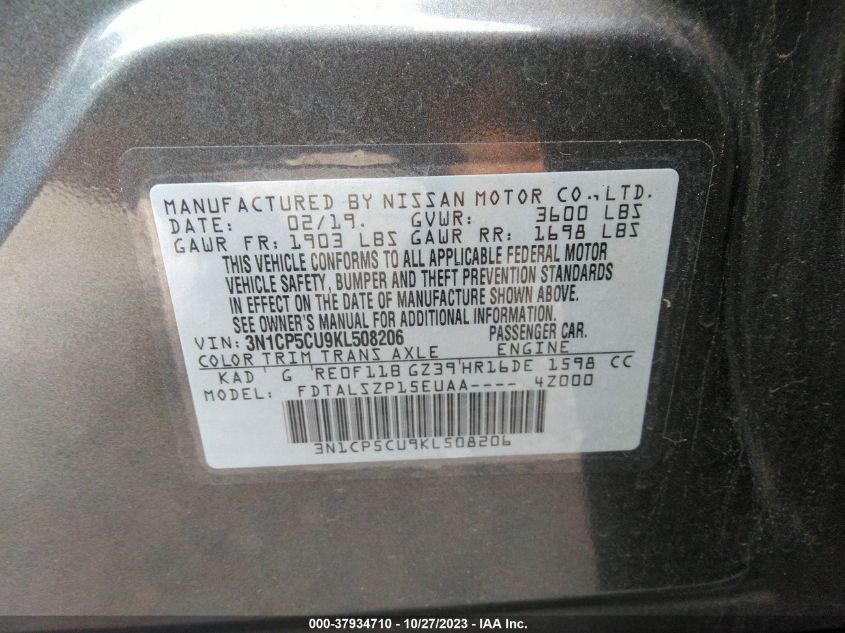 MANUFACTURED BY NISSAN MOTOR CO., LTD.
DATE: 02/19. GVWR: 3600 LBS
GAWR FR: 1903 LBS GAWR RR: 1698 LBS
THIS VEHICLE CONFORMS TO ALL APPLICABLE FEDERAL MOTOR
VEHICLE SAFETY, BUMPER AND THEFT PREVENTION STANDARDS
IN EFFECT ON THE DATE OF MANUFACTURE SHOWN ABOVE.
SEE OWNER'S MANUAL FOR ADDITIONAL INFORMATION.
VIN: 3N1CP5CU9KL508206 PASSENGER CAR.
COLOR TRIM TRANS AXLE ENGINE
KAD G RE0F11B GZ39 HR16DE 1598 CC
MODEL: FDTALSZP15EUAA---- 4Z000
3N1CP5CU9KL508206
000-37934710 - 10/27/2023 - IAA Inc.